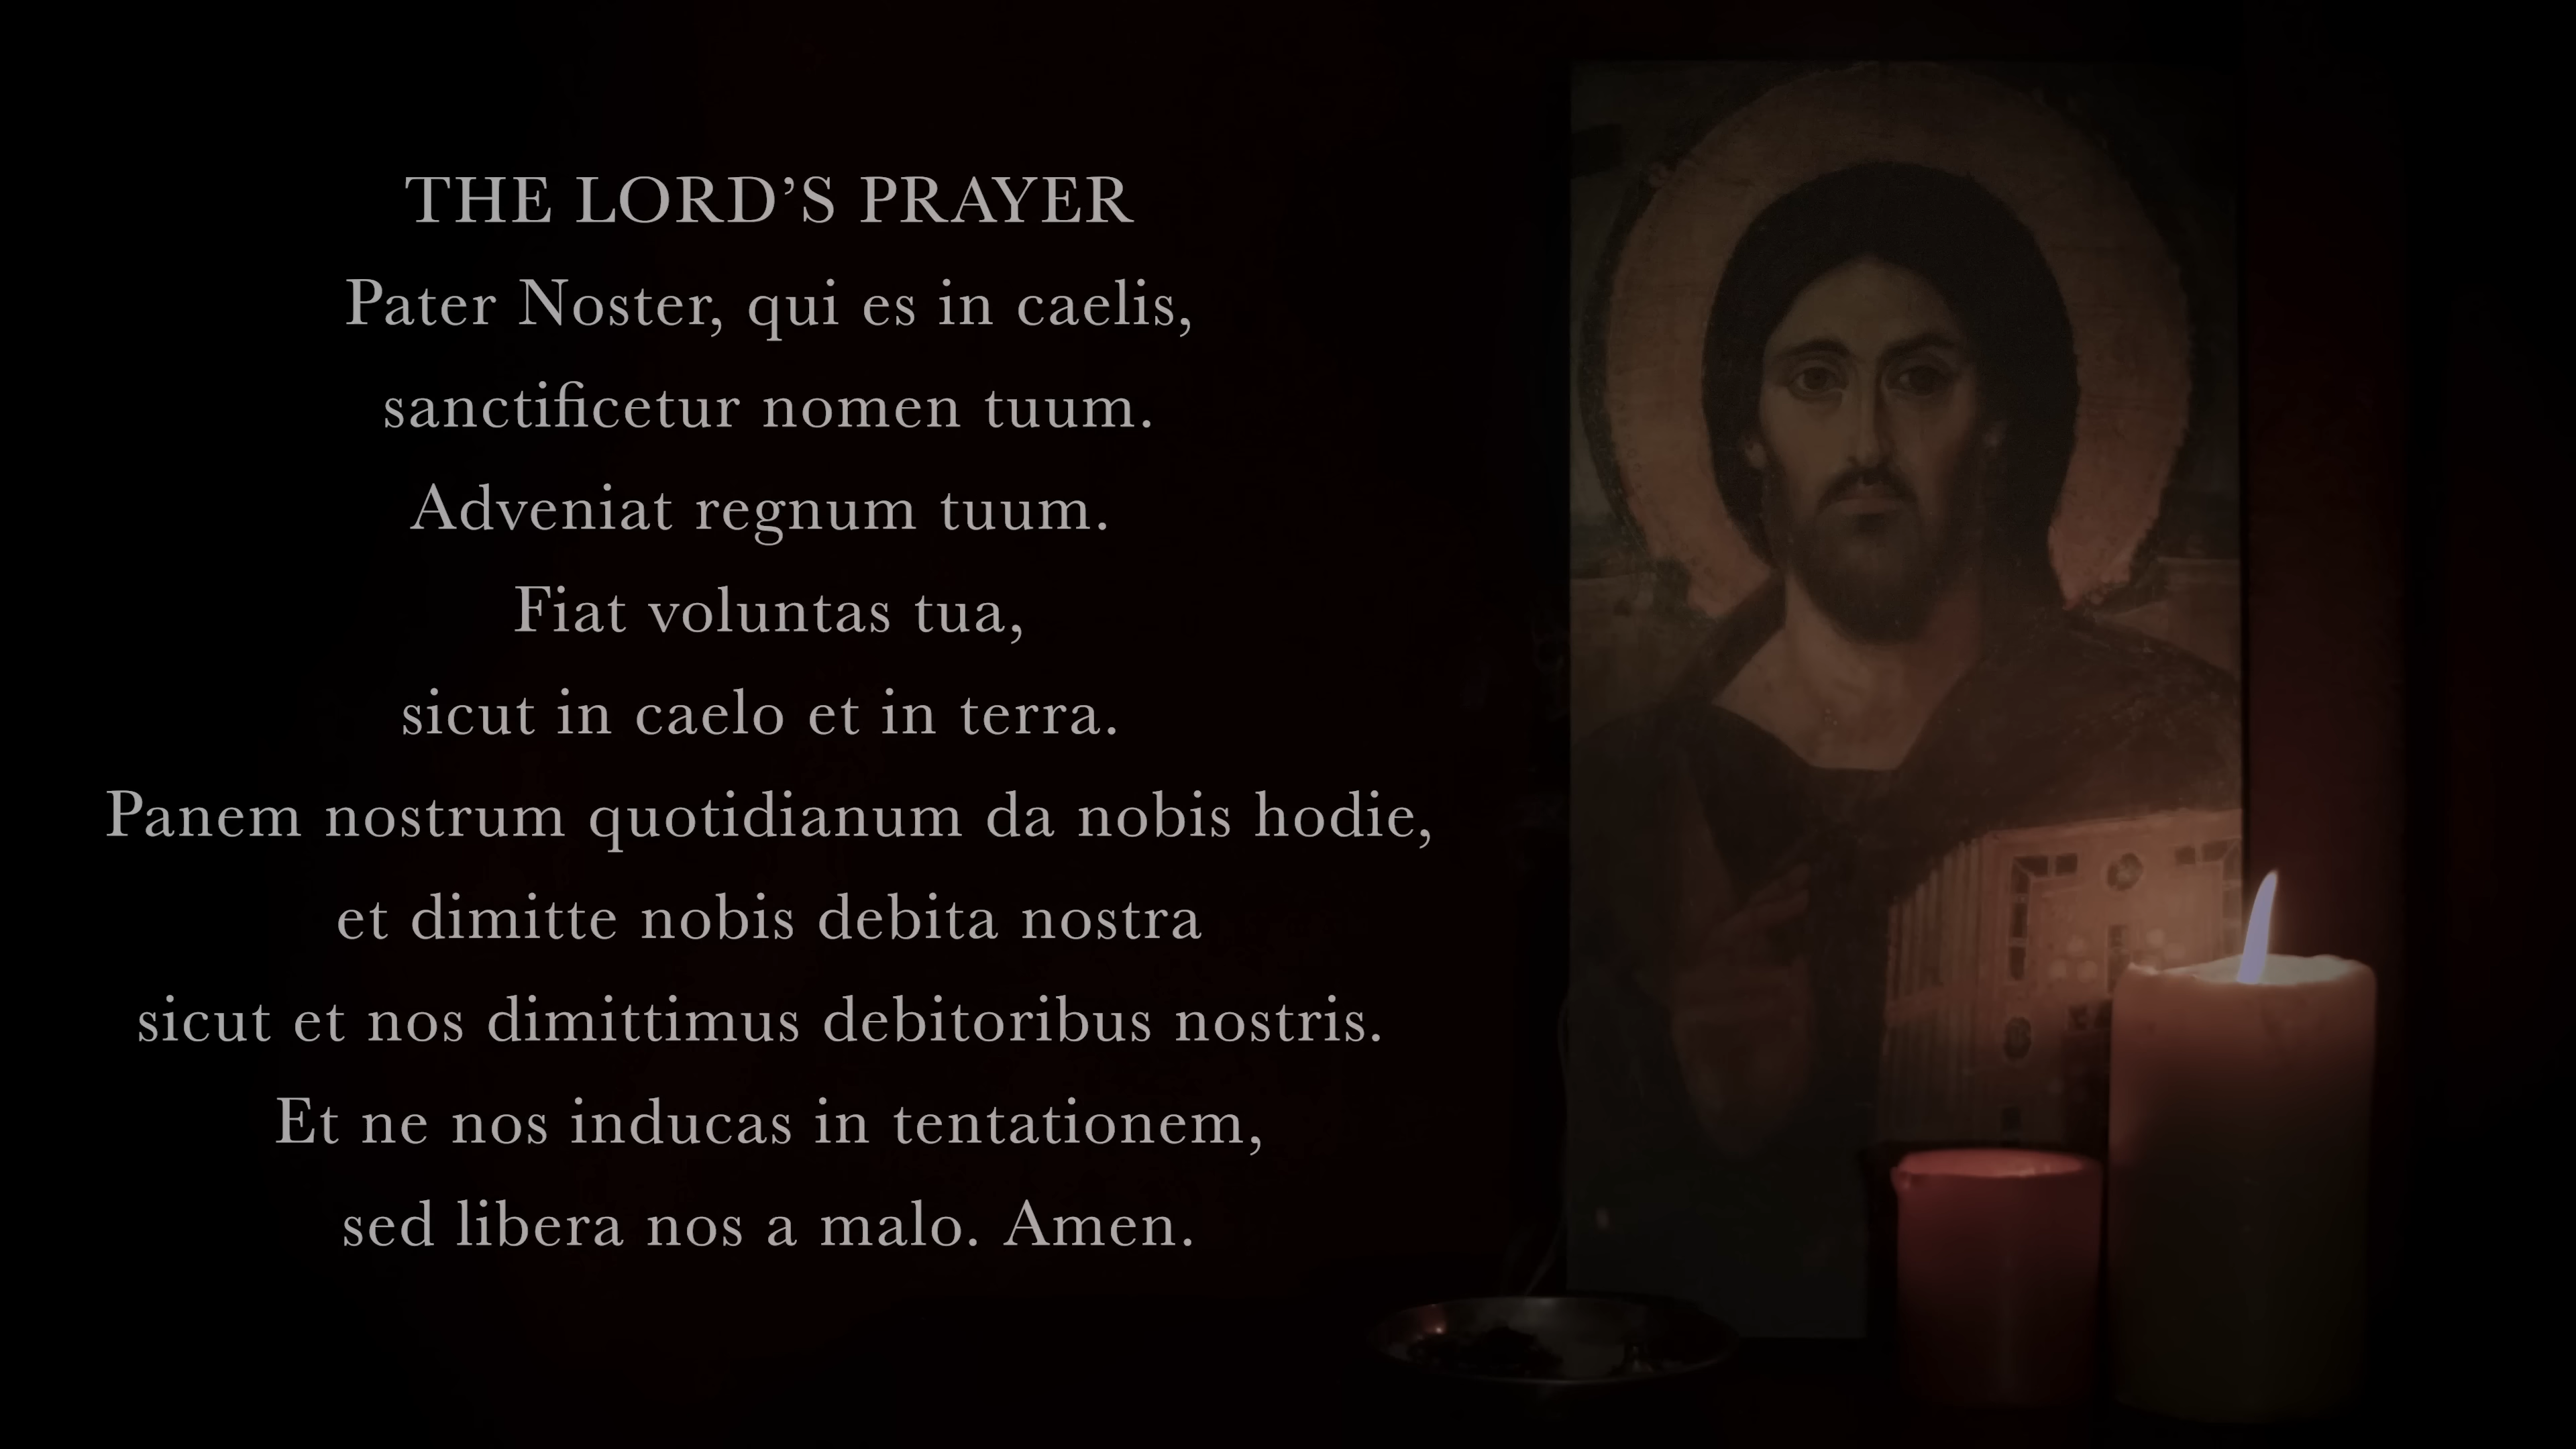 THE LORD’S PRAYER
Pater Noster, qui es in caelis,
sanctificetur nomen tuum.
Adveniat regnum tuum.
Fiat voluntas tua,
sicut in caelo et in terra.
Panem nostrum quotidianum da nobis hodie,
et dimitte nobis debita nostra
sicut et nos dimittimus debitoribus nostris.
Et ne nos inducas in tentationem,
sed libera nos a malo. Amen.